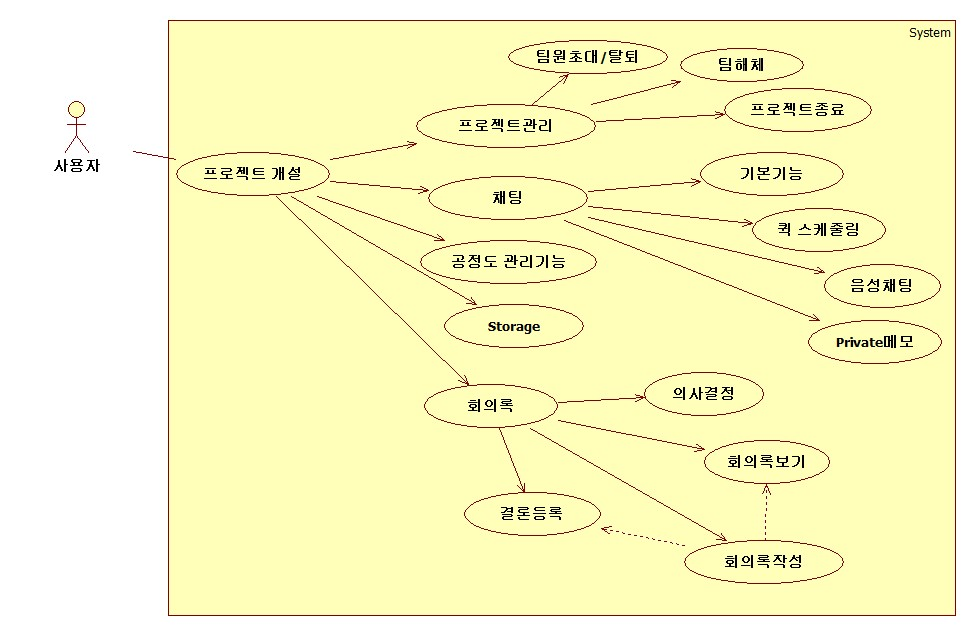 System
팀원초대/탈퇴
팀해체
프로젝트관리
프로젝트종료
사용자
프로젝트 개설
채팅
기본기능
퀵 스케줄링
공정도 관리기능
음성채팅
Storage
Private메모
회의록
의사결정
회의록보기
결론등록
회의록작성